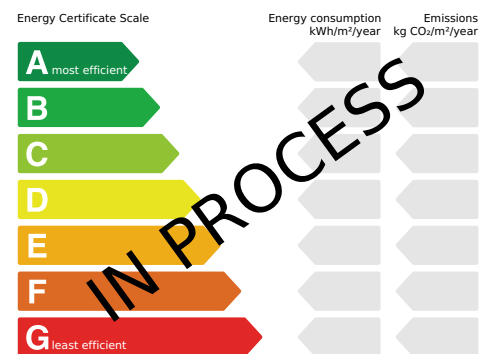 Energy Certificate Scale
Energy consumption
kWh/m²/year
Emissions
kg CO₂/m²/year
A most efficient
B
C
D
E
F
G least efficient
IN PROCESS